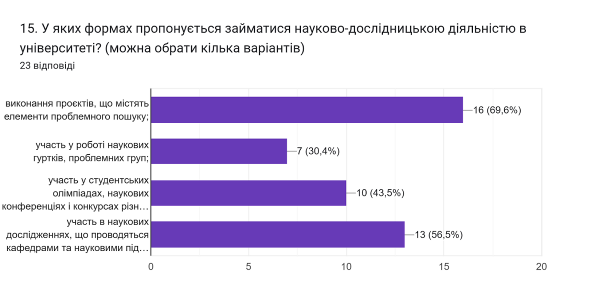 15. У яких формах пропонується займатися науково-дослідницькою діяльністю в
університеті? (можна обрати кілька варіантів)
23 відповіді
виконання проєктів, що містять
елементи проблемного пошуку;
16 (69,6%)
участь у роботі наукових
гуртків, проблемних груп;
7 (30,4%)
участь у студентських
олімпіадах, наукових
конференціях і конкурсах різн…
10 (43,5%)
участь в наукових
дослідженнях, що проводяться
кафедрами та науковими під…
13 (56,5%)
0 5 10 15 20